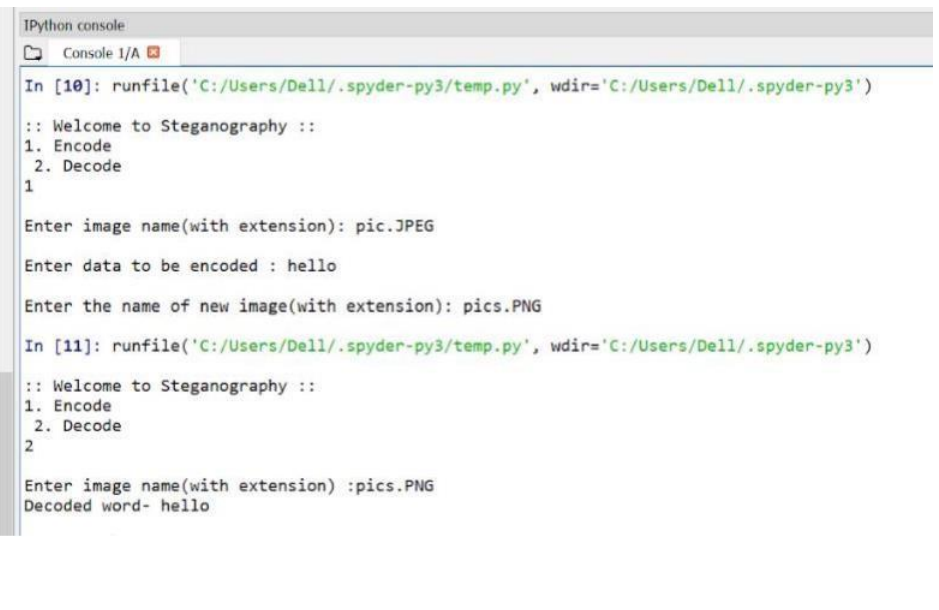 IPython console
Console 1/A
In [10]: runfile('C:/Users/Dell/.spyder-py3/temp.py', wdir='C:/Users/Dell/.spyder-py3')
:: Welcome to Steganography ::
1. Encode
 2. Decode
1
Enter image name(with extension): pic.JPEG
Enter data to be encoded : hello
Enter the name of new image(with extension): pics.PNG
In [11]: runfile('C:/Users/Dell/.spyder-py3/temp.py', wdir='C:/Users/Dell/.spyder-py3')
:: Welcome to Steganography ::
1. Encode
 2. Decode
2
Enter image name(with extension) :pics.PNG
Decoded word- hello